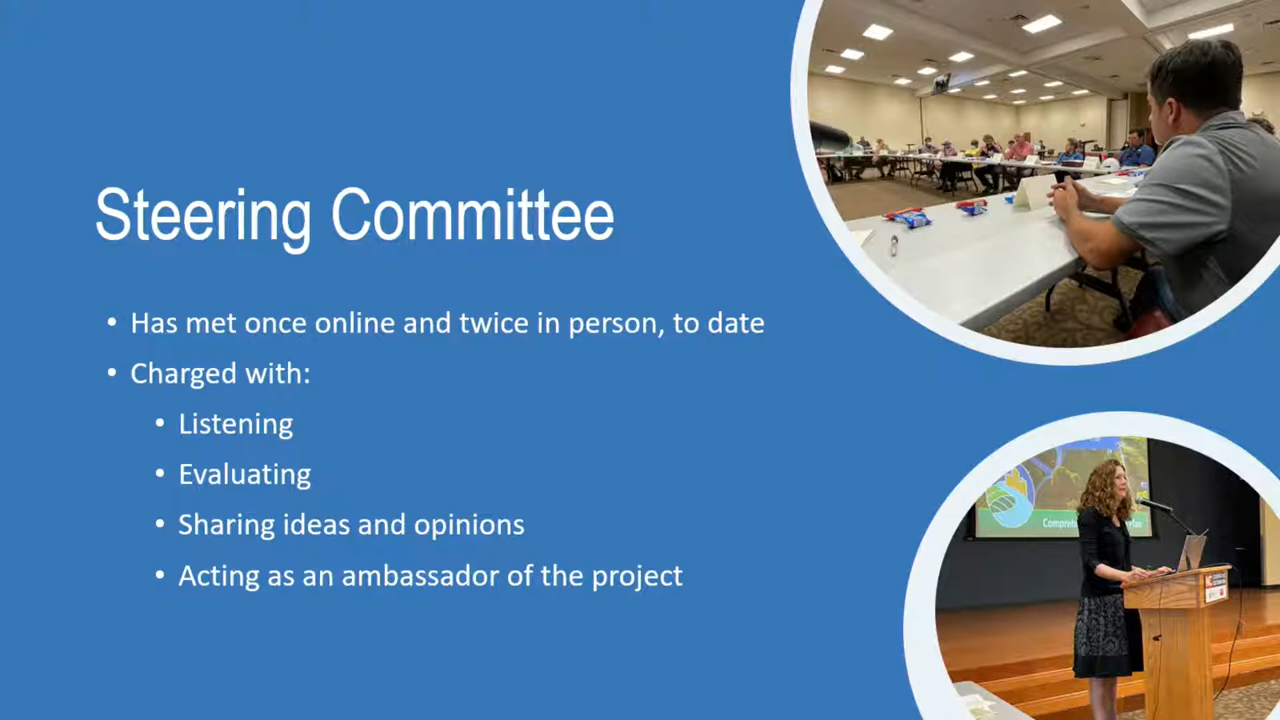 Steering Committee
• Has met once online and twice in person, to date
• Charged with:
• Listening
• Evaluating
• Sharing ideas and opinions
• Acting as an ambassador of the project